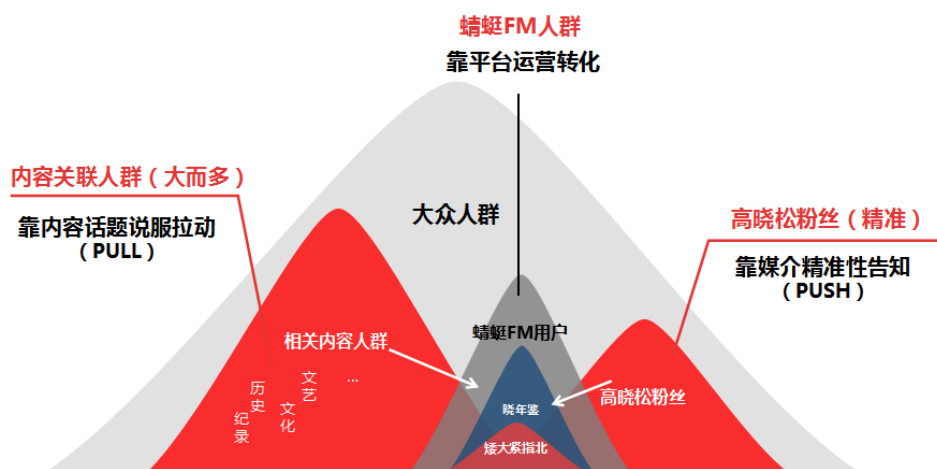 蜻蜓FM人群
靠平台运营转化
内容关联人群（大而多）
靠内容话题说服拉动
（PULL）
大众人群
高晓松粉丝（精准）
靠媒介精准性告知
（PUSH）
蜻蜓FM用户
相关内容人群
历史
文艺
...
纪录
文化
高晓松粉丝
晓年鉴
矮大紧指北